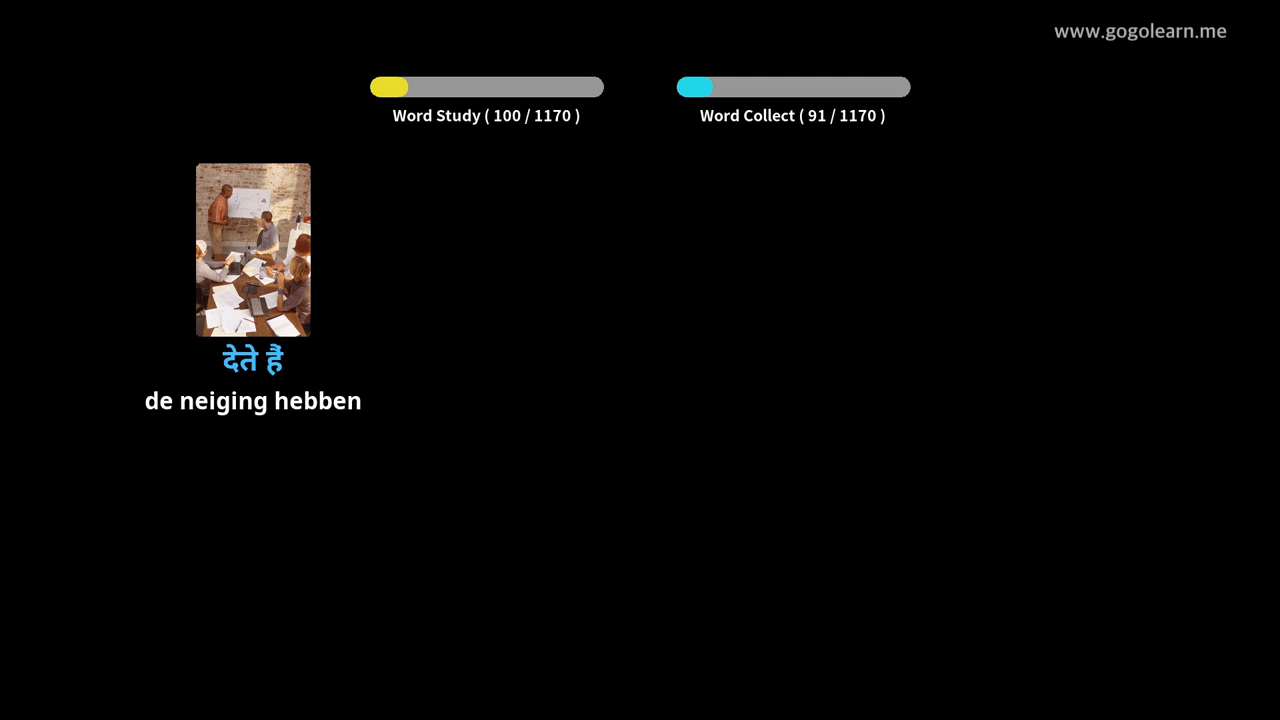 www.gogolearn.me
Word Study ( 100 / 1170 )
Word Collect ( 91 / 1170 )
देते हैं
de neiging hebben